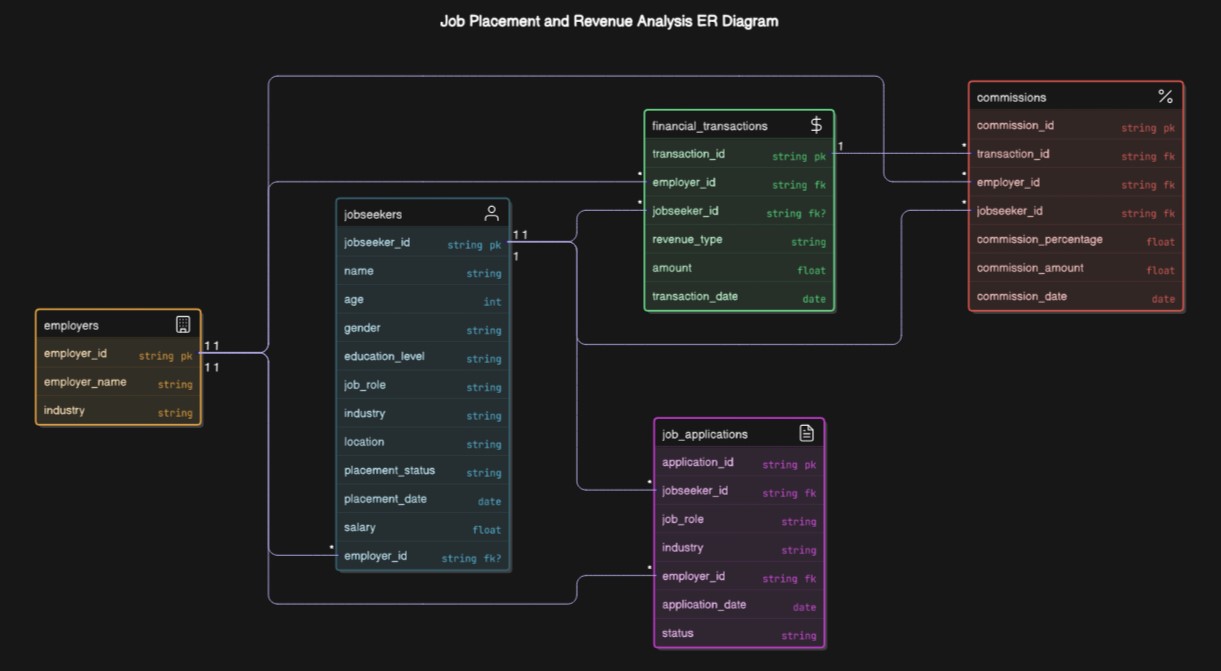 Job Placement and Revenue Analysis ER Diagram
employers
employer_id string pk
employer_name string
industry string
1 1
1 1
jobseekers
jobseeker_id string pk
name string
age int
gender string
education_level string
job_role string
industry string
location string
placement_status string
placement_date date
salary float
employer_id string fk?
1 1
1
*
financial_transactions $
transaction_id string pk
employer_id string fk
jobseeker_id string fk?
revenue_type string
amount float
transaction_date date
1
*
*
job_applications
application_id string pk
jobseeker_id string fk
job_role string
industry string
employer_id string fk
application_date date
status string
*
*
commissions %
commission_id string pk
transaction_id string fk
employer_id string fk
jobseeker_id string fk
commission_percentage float
commission_amount float
commission_date date
*
*
*